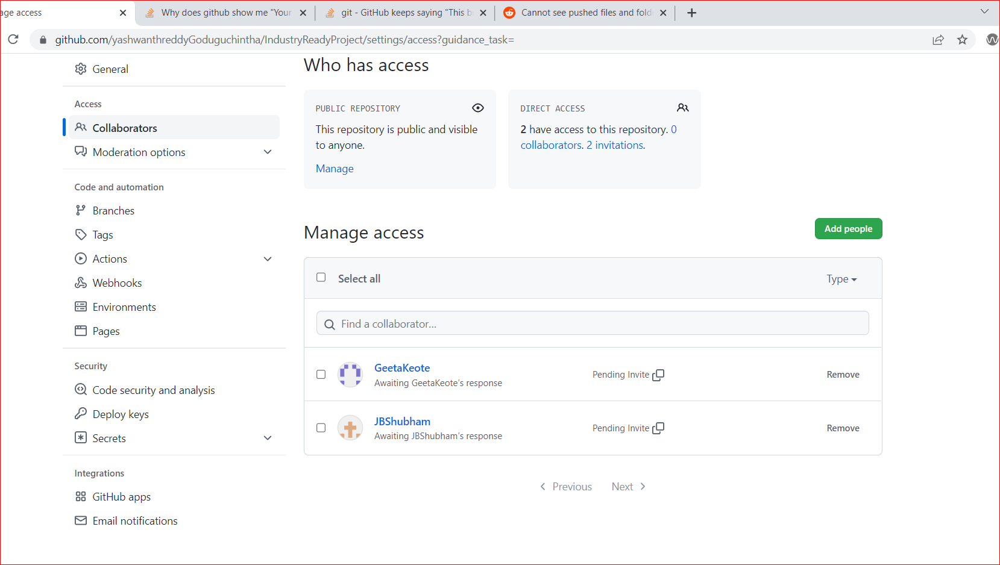 age access
Why does github show me "Your
git - GitHub keeps saying "This b
Cannot see pushed files and folde
github.com/yashwanthreddyGoduguchintha/IndustryReadyProject/settings/access?guidance_task=
General
Access
Collaborators
Moderation options
Code and automation
Branches
Tags
Actions
Webhooks
Environments
Pages
Security
Code security and analysis
Deploy keys
Secrets
Integrations
GitHub apps
Email notifications
Who has access
PUBLIC REPOSITORY
This repository is public and visible
to anyone.
Manage
DIRECT ACCESS
2 have access to this repository. 0
collaborators. 2 invitations.
Manage access
Add people
Select all
Type
Find a collaborator...
GeetaKeote
Awaiting GeetaKeote's response
Pending Invite
Remove
JBShubham
Awaiting JBShubham's response
Pending Invite
Remove
Previous
Next